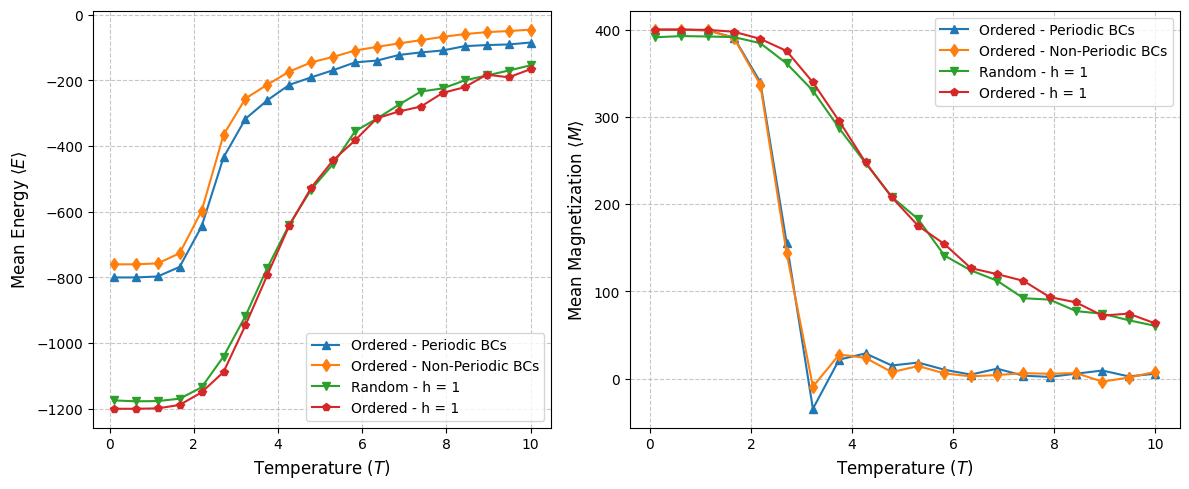 0
−200
−400
−600
−800
−1000
−1200
Mean Energy ⟨E⟩
0
2
4
6
8
10
Temperature (T)
Ordered - Periodic BCs
Ordered - Non-Periodic BCs
Random - h = 1
Ordered - h = 1
400
300
200
100
0
Mean Magnetization ⟨M⟩
0
2
4
6
8
10
Temperature (T)
Ordered - Periodic BCs
Ordered - Non-Periodic BCs
Random - h = 1
Ordered - h = 1